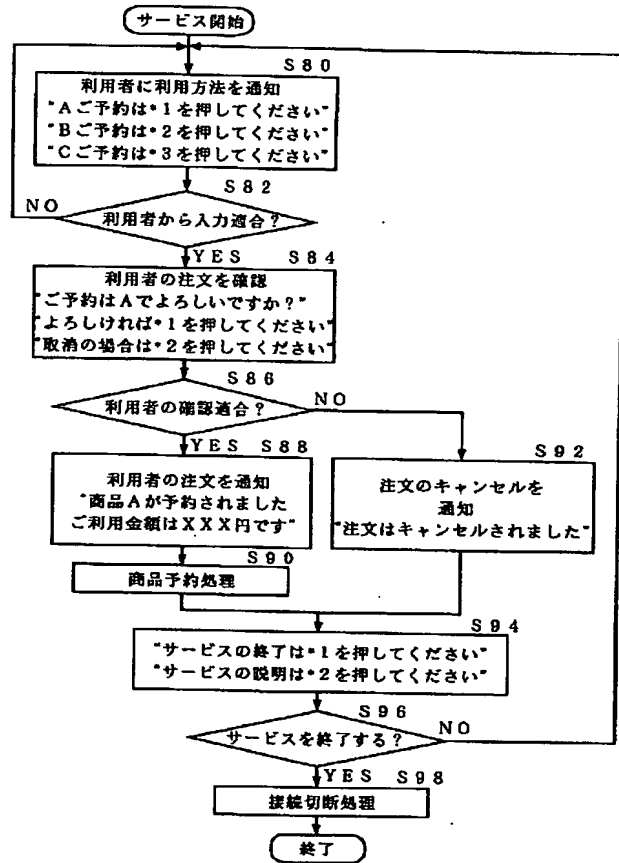 サービス開始
S80
利用者に利用方法を通知
"Aご予約は*1を押してください"
"Bご予約は*2を押してください"
"Cご予約は*3を押してください"
S82
NO
利用者から入力適合?
YES S84
利用者の注文を確認
"ご予約はAでよろしいですか?"
"よろしければ*1を押してください"
"取消の場合は*2を押してください"
S86
利用者の確認適合?
NO
YES S88
利用者の注文を通知
"商品Aが予約されました
ご利用金額はXXX円です"
S92
注文のキャンセルを
通知
"注文はキャンセルされました"
S90
商品予約処理
S94
"サービスの終了は*1を押してください"
"サービスの説明は*2を押してください"
S96
サービスを終了する?
NO
YES S98
接続切断処理
終了